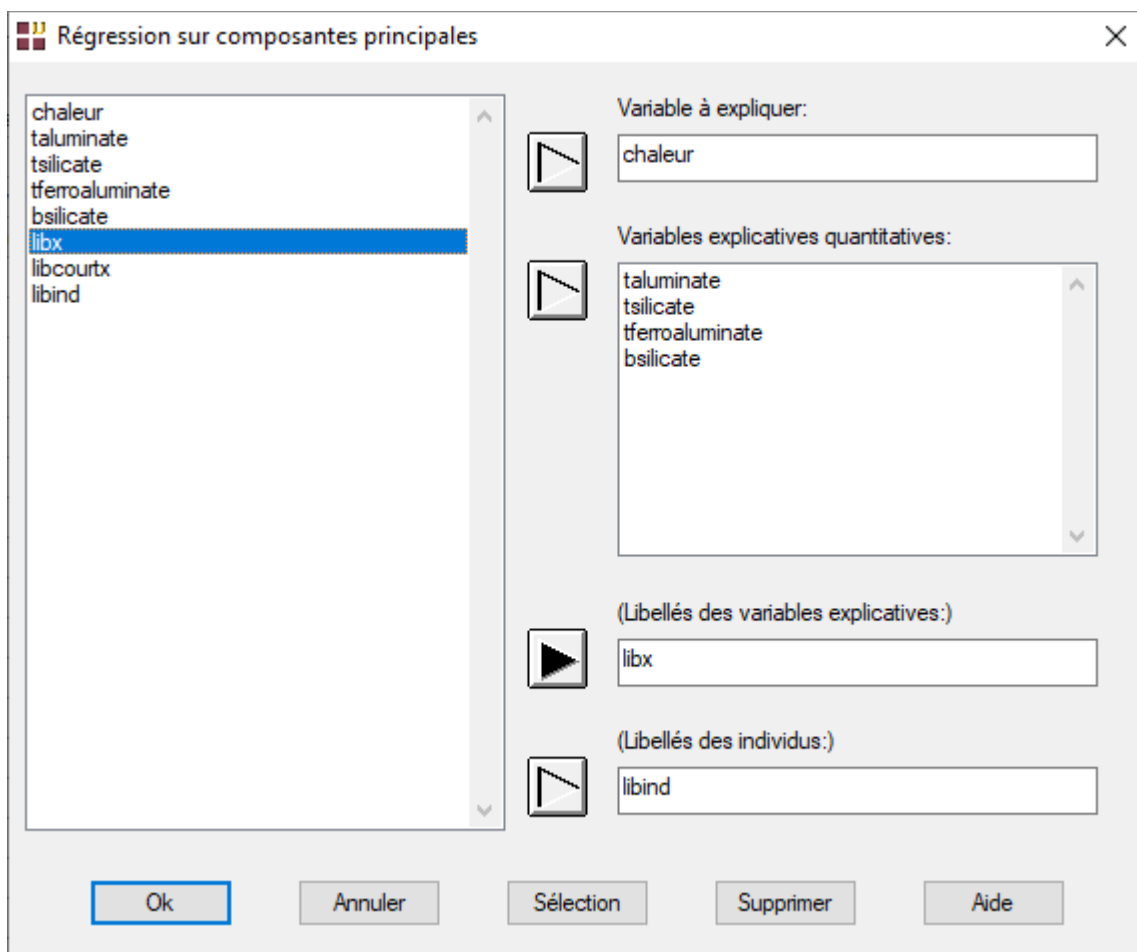 Régression sur composantes principales
chaleur
taluminate
tsilicate
tferroaluminate
bsilicate
libx
libcourtx
libind
Variable à expliquer:
chaleur
Variables explicatives quantitatives:
taluminate
tsilicate
tferroaluminate
bsilicate
(Libellés des variables explicatives:)
libx
(Libellés des individus:)
libind
Ok
Annuler
Sélection
Supprimer
Aide